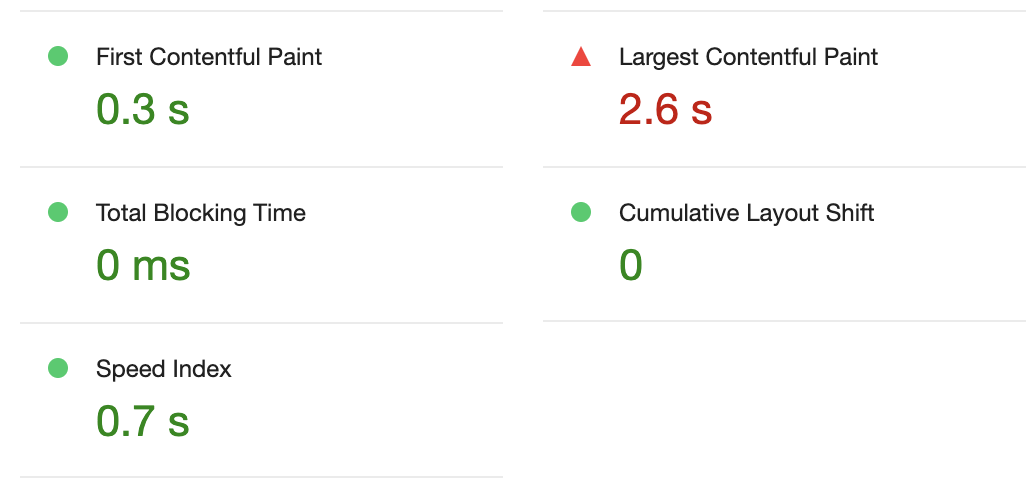 First Contentful Paint
0.3 s
Largest Contentful Paint
2.6 s
Total Blocking Time
0 ms
Cumulative Layout Shift
0
Speed Index
0.7 s